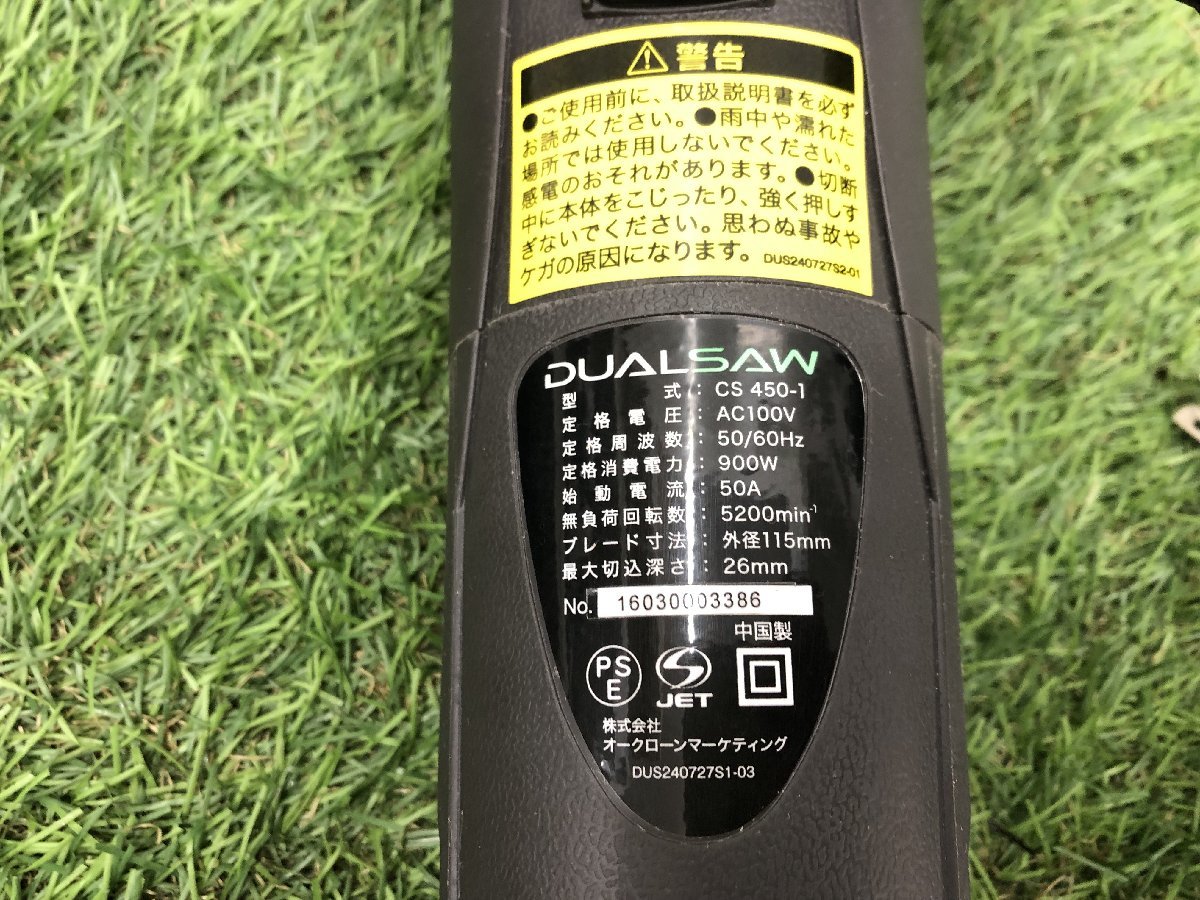 ⚠警告
●ご使用前に、取扱説明書を必ず
お読みください。●雨中や濡れた
場所では使用しないでください。
感電のおそれがあります。●切断
中に本体をこじったり、強く押しす
ぎないでください。思わぬ事故や
ケガの原因になります。 DUS240727S2-01
DUALSAW
型式：CS 450-1
定格電圧：AC100V
定格周波数：50/60Hz
定格消費電力：900W
始動電流：50A
無負荷回転数：5200min⁻¹
ブレード寸法：外径115mm
最大切込深さ：26mm
No. 16030003386
中国製
PSE JET
株式会社
オークローンマーケティング
DUS240727S1-03